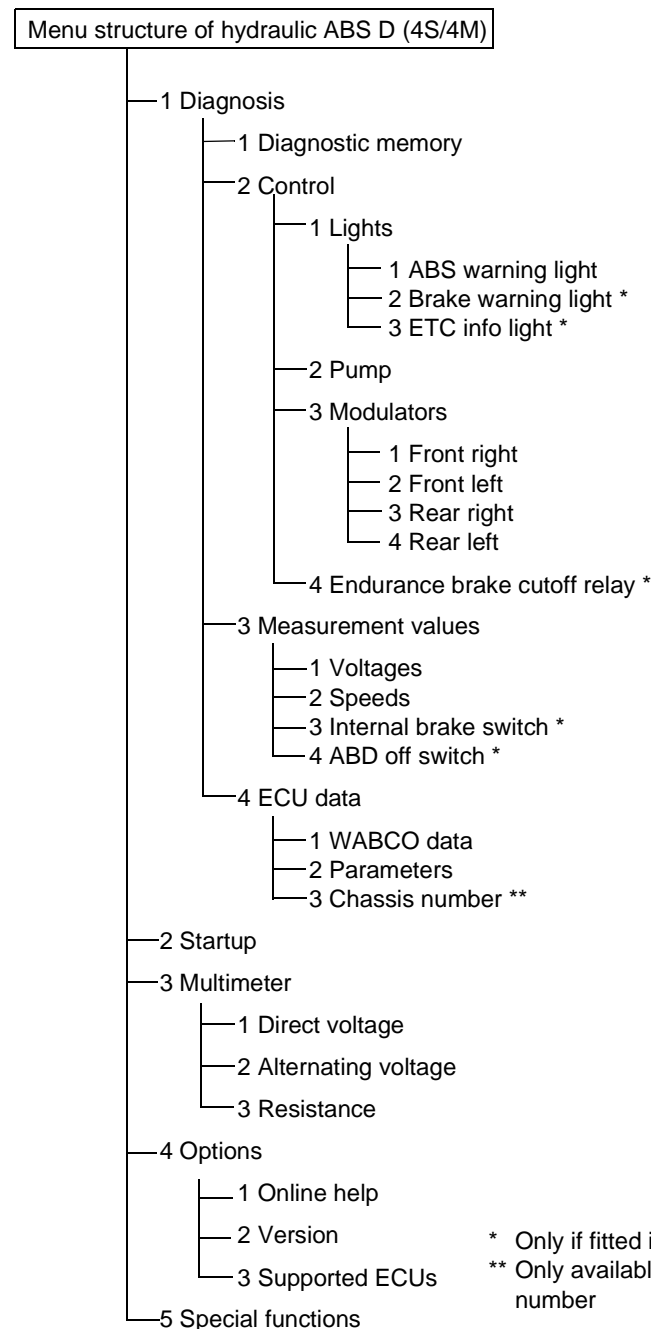 Menu structure of hydraulic ABS D (4S/4M)
1 Diagnosis
1 Diagnostic memory
2 Control
1 Lights
1 ABS warning light
2 Brake warning light *
3 ETC info light *
2 Pump
3 Modulators
1 Front right
2 Front left
3 Rear right
4 Rear left
4 Endurance brake cutoff relay *
3 Measurement values
1 Voltages
2 Speeds
3 Internal brake switch *
4 ABD off switch *
4 ECU data
1 WABCO data
2 Parameters
3 Chassis number **
2 Startup
3 Multimeter
1 Direct voltage
2 Alternating voltage
3 Resistance
4 Options
1 Online help
2 Version
3 Supported ECUs
* Only if fitted
** Only
number
5 Special functions